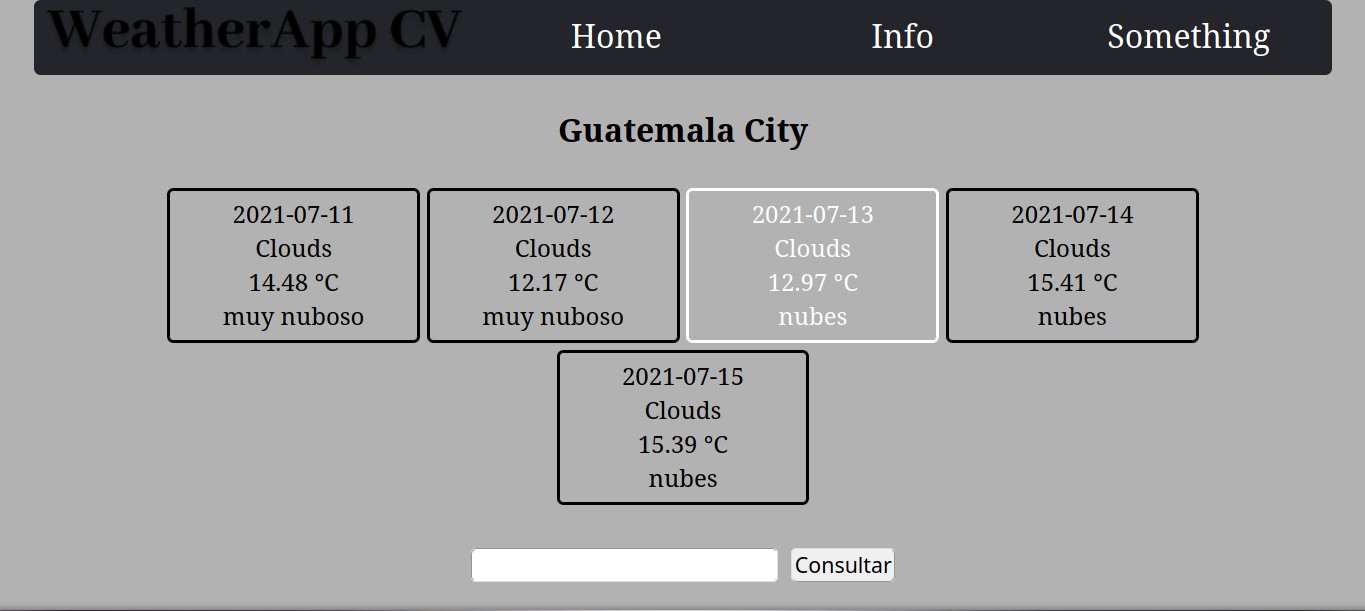 WeatherApp CV
Home
Info
Something
Guatemala City
2021-07-11
Clouds
14.48 °C
muy nuboso
2021-07-12
Clouds
12.17 °C
muy nuboso
2021-07-13
Clouds
12.97 °C
nubes
2021-07-14
Clouds
15.41 °C
nubes
2021-07-15
Clouds
15.39 °C
nubes
Consultar